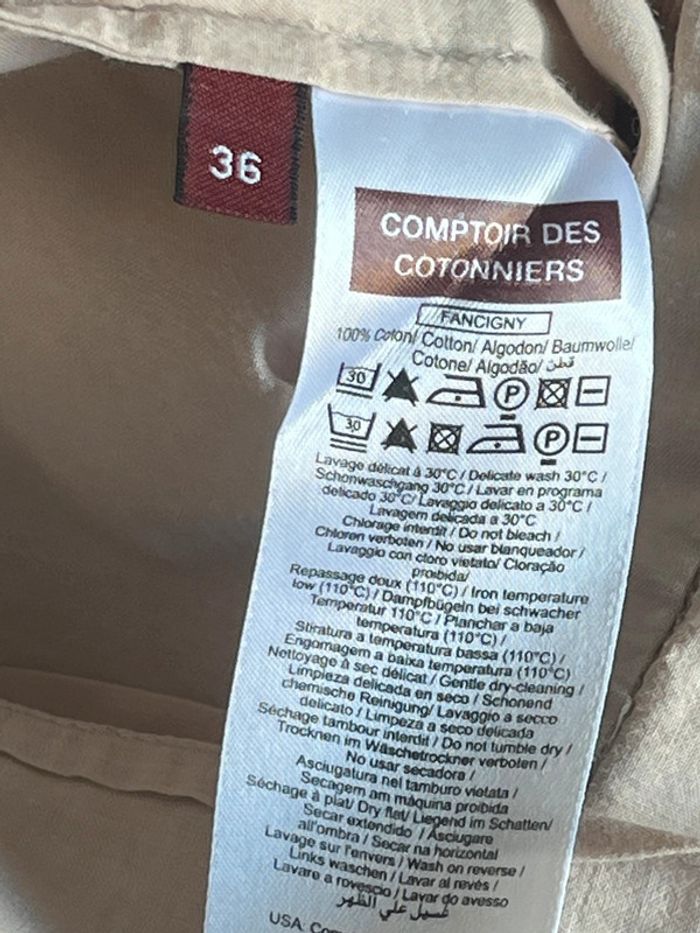 36
COMPTOIR DES
COTONNIERS
FANCIGNY
100% Coton/ Cotton/ Algodon/ Baumwolle/
Cotone/ Algodão/ قطن
30 P
30 P
Lavage délicat à 30°C / Delicate wash 30°C /
Schonwaschgang 30°C / Lavar en programa
delicado 30°C/ Lavaggio delicato a 30°C /
Lavagem delicada a 30°C
Chlorage interdit / Do not bleach /
Chloren verboten / No usar blanqueador /
Lavaggio con cloro vietato/ Cloração
proibida/
Repassage doux (110°C) / Iron temperature
low (110°C) / Dampfbügeln bei schwacher
Temperatur 110°C / Planchar a baja
temperatura (110°C) /
Stiratura a temperatura bassa (110°C) /
Engomagem a baixa temperatura (110°C)
Nettoyage à sec délicat / Gentle dry-cleaning /
Limpieza delicada en seco / Schonend
chemische Reinigung/ Lavaggio a secco
delicato / Limpeza a seco delicada
Séchage tambour interdit / Do not tumble dry /
Trocknen im Wäschetrockner verboten /
No usar secadora /
Asciugatura nel tamburo vietata /
Secagem am máquina proibida
Séchage à plat/ Dry flat/ Liegend im Schatten/
Secar extendido / Asciugare
all'ombra / Secar na horizontal
Lavage sur l'envers / Wash on reverse /
Links waschen / Lavar al revés /
Lavare a rovescio / Lavar do avesso
غسيل علي الظهر
USA: